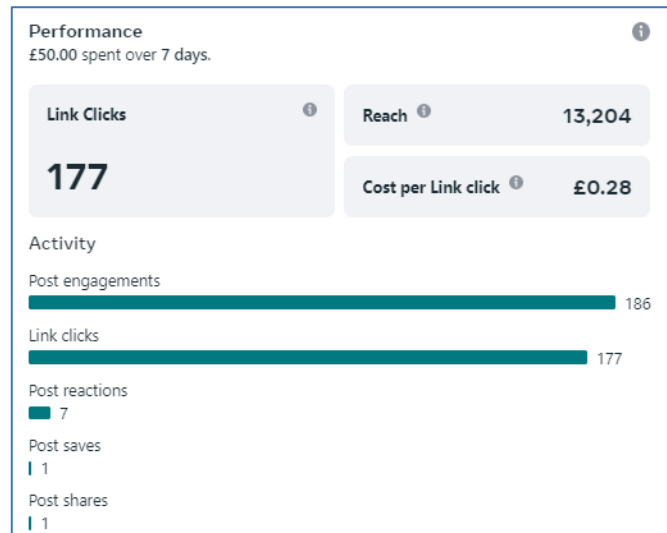 Performance
£50.00 spent over 7 days.
Link Clicks
177
Reach 13,204
Cost per Link click £0.28
Activity
Post engagements
186
Link clicks
177
Post reactions
7
Post saves
1
Post shares
1